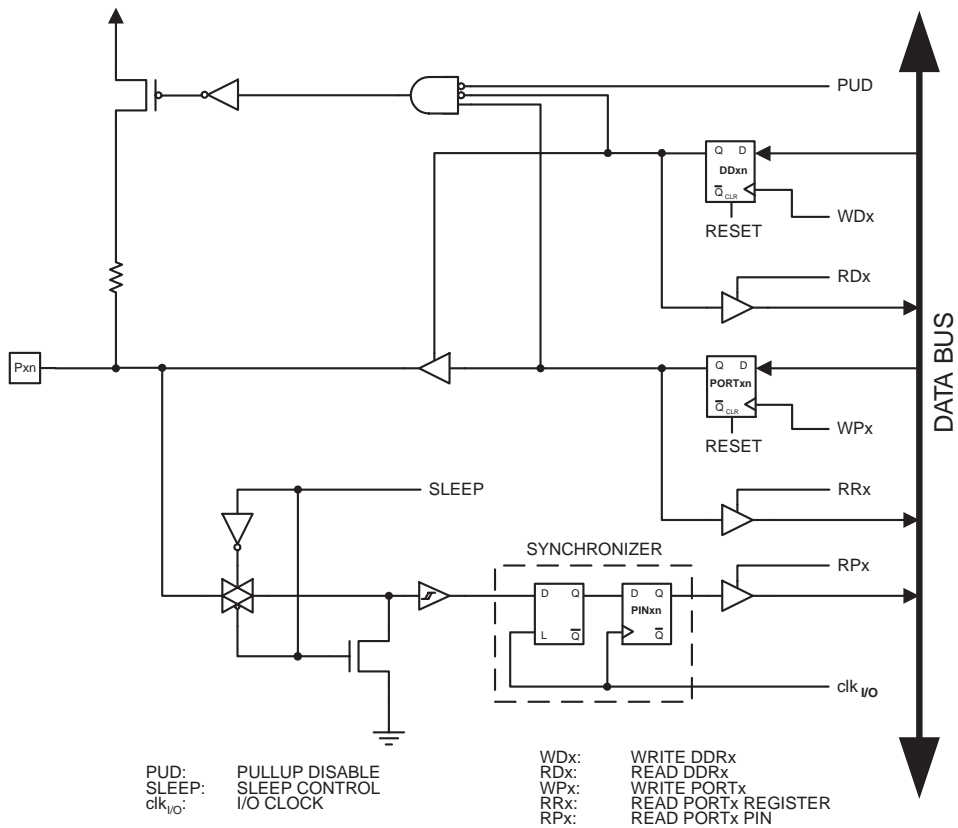 PUD
Q D
DDxn
Q CLR
WDx
RESET
RDx
Pxn
Q D
PORTxn
Q CLR
WPx
RESET
DATA BUS
SLEEP
RRx
SYNCHRONIZER
RPx
D Q
L Q
D Q
PINxn
Q
clk I/O
PUD: PULLUP DISABLE
SLEEP: SLEEP CONTROL
clkI/O: I/O CLOCK
WDx: WRITE DDRx
RDx: READ DDRx
WPx: WRITE PORTx
RRx: READ PORTx REGISTER
RPx: READ PORTx PIN